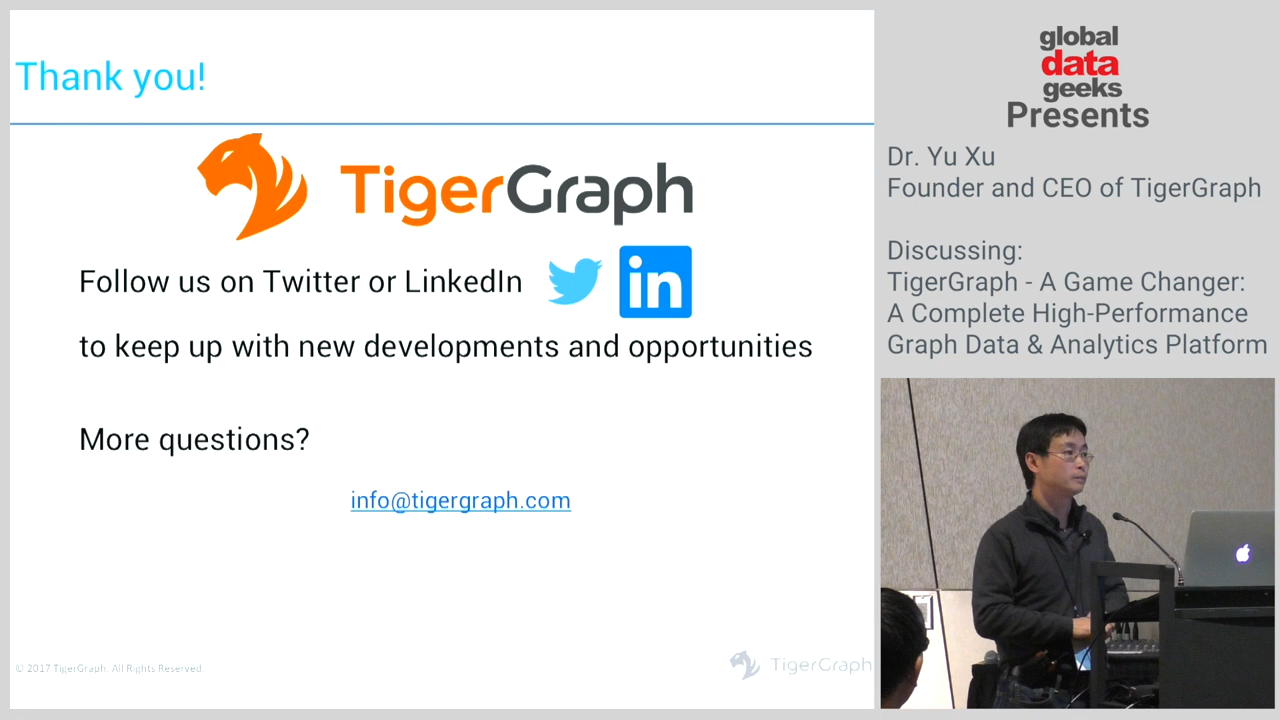 Thank you!
TigerGraph
Follow us on Twitter or LinkedIn
in
to keep up with new developments and opportunities
More questions?
info@tigergraph.com
© 2017 TigerGraph. All Rights Reserved.
TigerGraph
global
data
geeks
Presents
Dr. Yu Xu
Founder and CEO of TigerGraph
Discussing:
TigerGraph - A Game Changer:
A Complete High-Performance
Graph Data & Analytics Platform